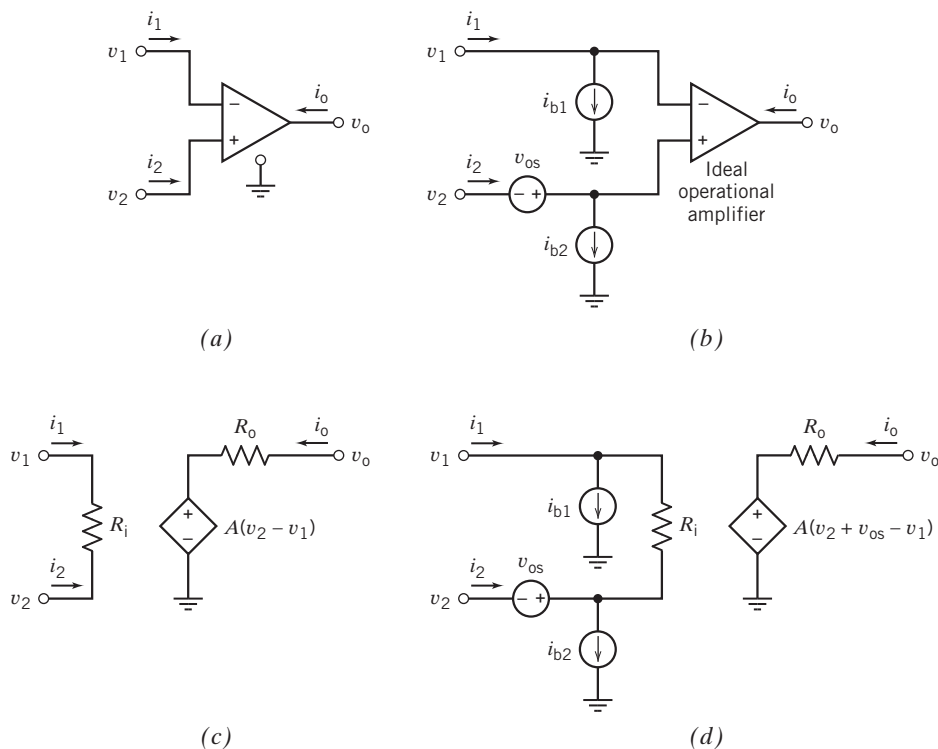 i1
v1
−
io
vo
+
i2
v2
(a)
i1
v1
ib1
−
io
vo
+
Ideal
operational
amplifier
i2
vos
v2
− +
ib2
(b)
i1
v1
Ri
i2
v2
Ro
io
vo
+
−
A(v2 − v1)
(c)
i1
v1
ib1
Ri
i2
vos
v2
− +
ib2
Ro
io
vo
+
−
A(v2 + vos − v1)
(d)